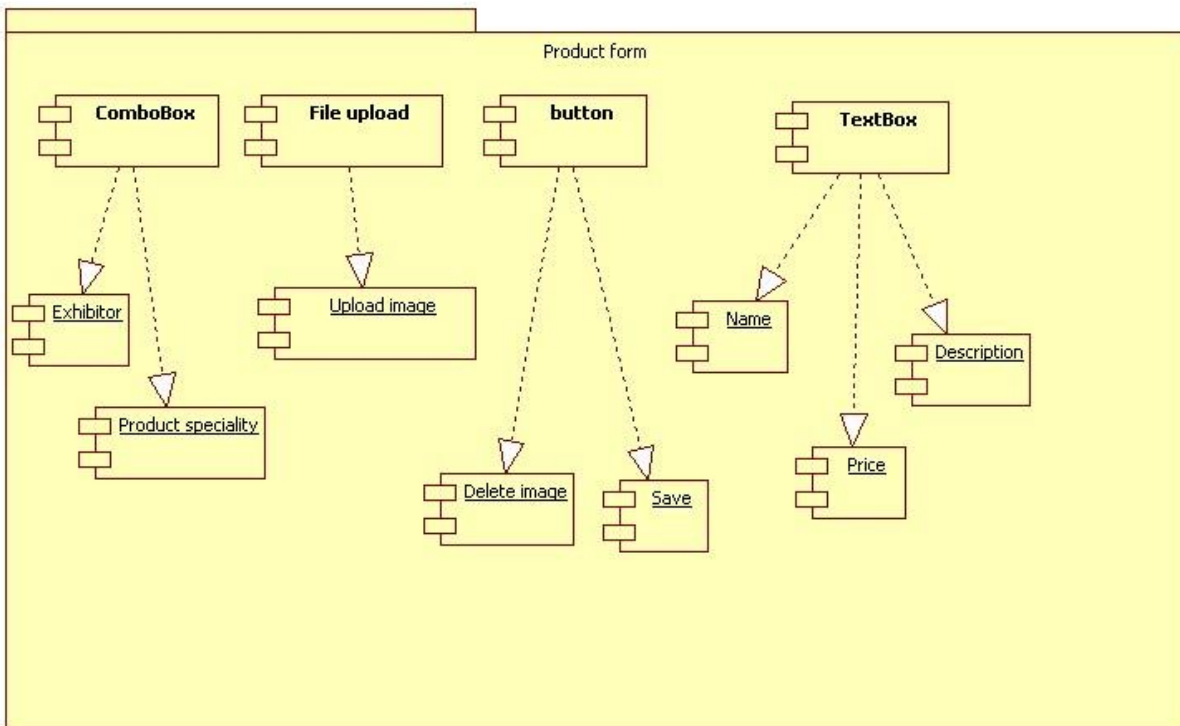 Product form
ComboBox
File upload
button
TextBox
Exhibitor
Upload image
Name
Description
Product speciality
Price
Delete image
Save